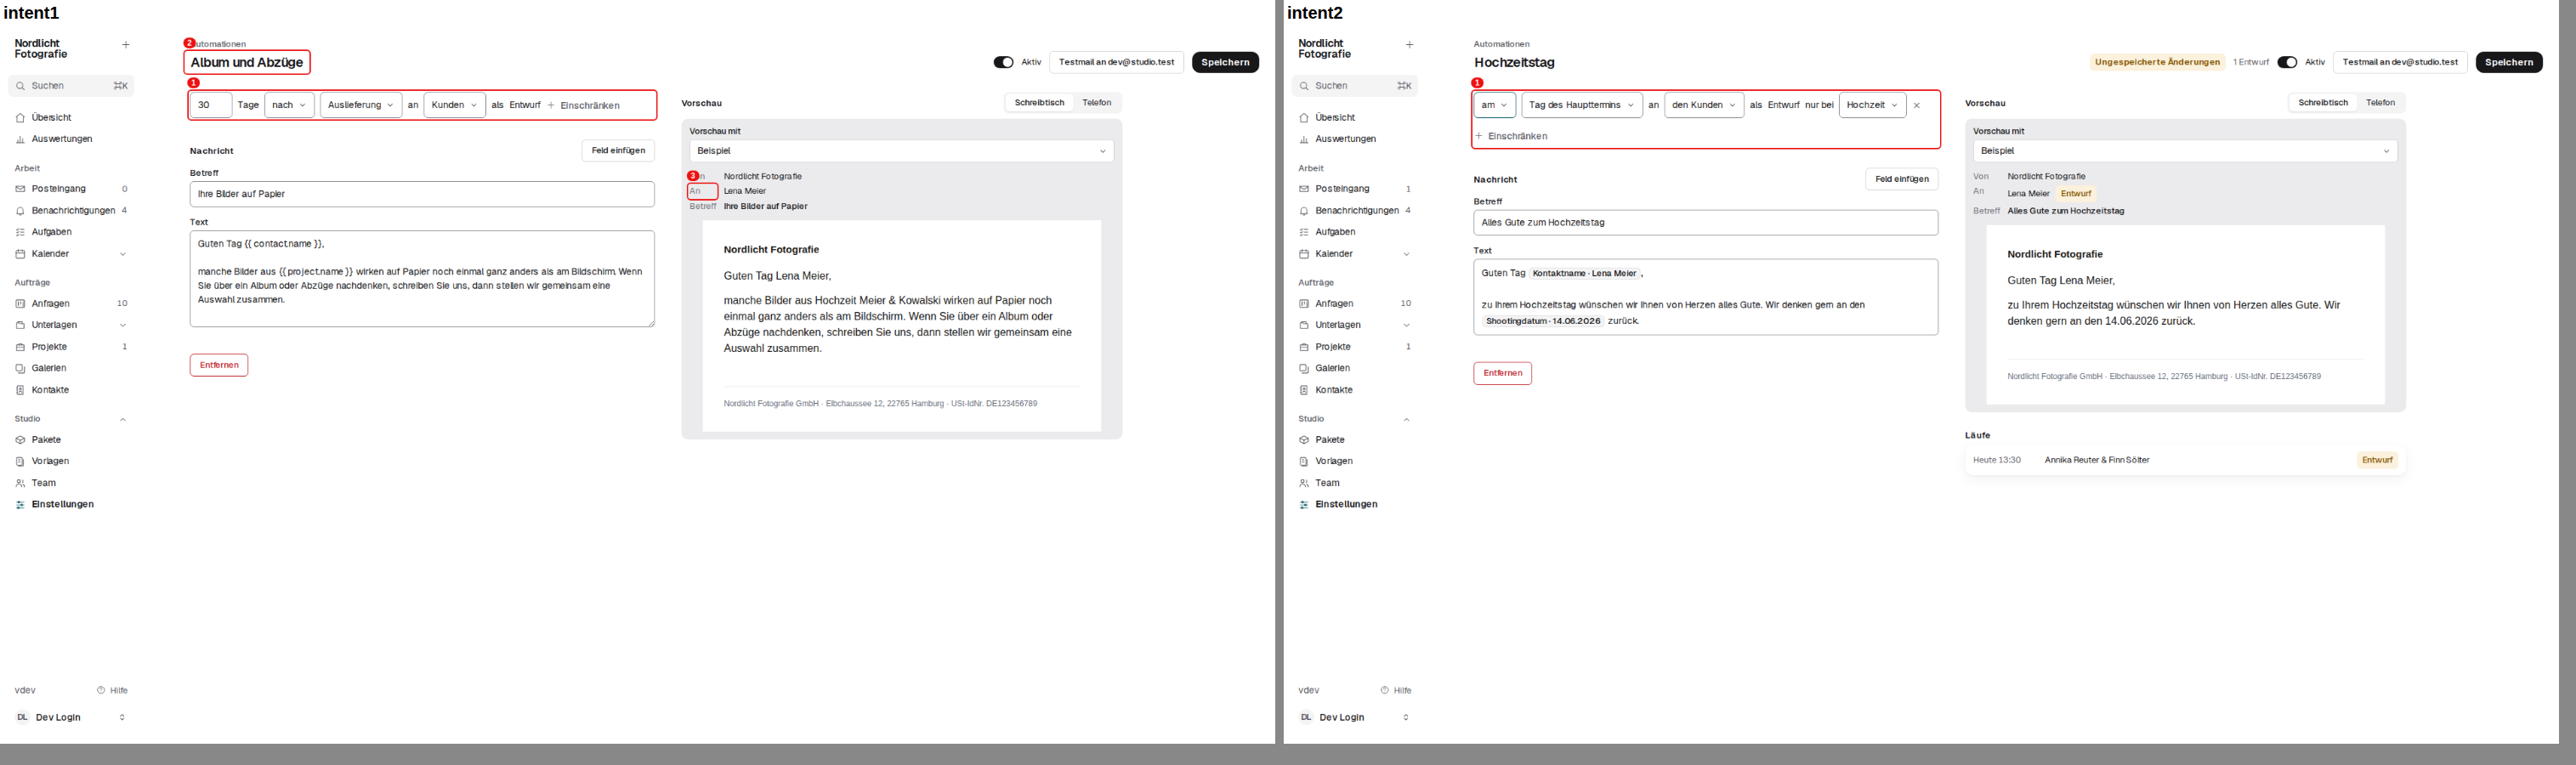 intent1
Nordlicht
Fotografie
Suchen ⌘K
Übersicht
Auswertungen
Arbeit
Posteingang 0
Benachrichtigungen 4
Aufgaben
Kalender
Aufträge
Anfragen 10
Unterlagen
Projekte 1
Galerien
Kontakte
Studio
Pakete
Vorlagen
Team
Einstellungen
vdev Hilfe
DL Dev Login
2 utomationen
Album und Abzüge
Aktiv Testmail an dev@studio.test Speichern
1
30 Tage nach Auslieferung an Kunden als Entwurf + Einschränken
Nachricht Feld einfügen
Betreff
Ihre Bilder auf Papier
Text
Guten Tag {{ contact.name }},
manche Bilder aus {{ project.name }} wirken auf Papier noch einmal ganz anders als am Bildschirm. Wenn
Sie über ein Album oder Abzüge nachdenken, schreiben Sie uns, dann stellen wir gemeinsam eine
Auswahl zusammen.
Entfernen
Vorschau Schreibtisch Telefon
Vorschau mit
Beispiel
3 n Nordlicht Fotografie
An Lena Meier
Betreff Ihre Bilder auf Papier
Nordlicht Fotografie
Guten Tag Lena Meier,
manche Bilder aus Hochzeit Meier & Kowalski wirken auf Papier noch
einmal ganz anders als am Bildschirm. Wenn Sie über ein Album oder
Abzüge nachdenken, schreiben Sie uns, dann stellen wir gemeinsam eine
Auswahl zusammen.
Nordlicht Fotografie GmbH · Elbchaussee 12, 22765 Hamburg · USt-IdNr. DE123456789
intent2
Nordlicht
Fotografie
Suchen ⌘K
Übersicht
Auswertungen
Arbeit
Posteingang 1
Benachrichtigungen 4
Aufgaben
Kalender
Aufträge
Anfragen 10
Unterlagen
Projekte 1
Galerien
Kontakte
Studio
Pakete
Vorlagen
Team
Einstellungen
vdev Hilfe
DL Dev Login
Automationen
Hochzeitstag
Ungespeicherte Änderungen 1 Entwurf Aktiv Testmail an dev@studio.test Speichern
1
am Tag des Haupttermins an den Kunden als Entwurf nur bei Hochzeit ×
+ Einschränken
Nachricht Feld einfügen
Betreff
Alles Gute zum Hochzeitstag
Text
Guten Tag Kontaktname · Lena Meier ,
zu Ihrem Hochzeitstag wünschen wir Ihnen von Herzen alles Gute. Wir denken gern an den
Shootingdatum · 14.06.2026 zurück.
Entfernen
Vorschau Schreibtisch Telefon
Vorschau mit
Beispiel
Von Nordlicht Fotografie
An Lena Meier Entwurf
Betreff Alles Gute zum Hochzeitstag
Nordlicht Fotografie
Guten Tag Lena Meier,
zu Ihrem Hochzeitstag wünschen wir Ihnen von Herzen alles Gute. Wir
denken gern an den 14.06.2026 zurück.
Nordlicht Fotografie GmbH · Elbchaussee 12, 22765 Hamburg · USt-IdNr. DE123456789
Läufe
Heute 13:30 Annika Reuter & Finn Sölter Entwurf